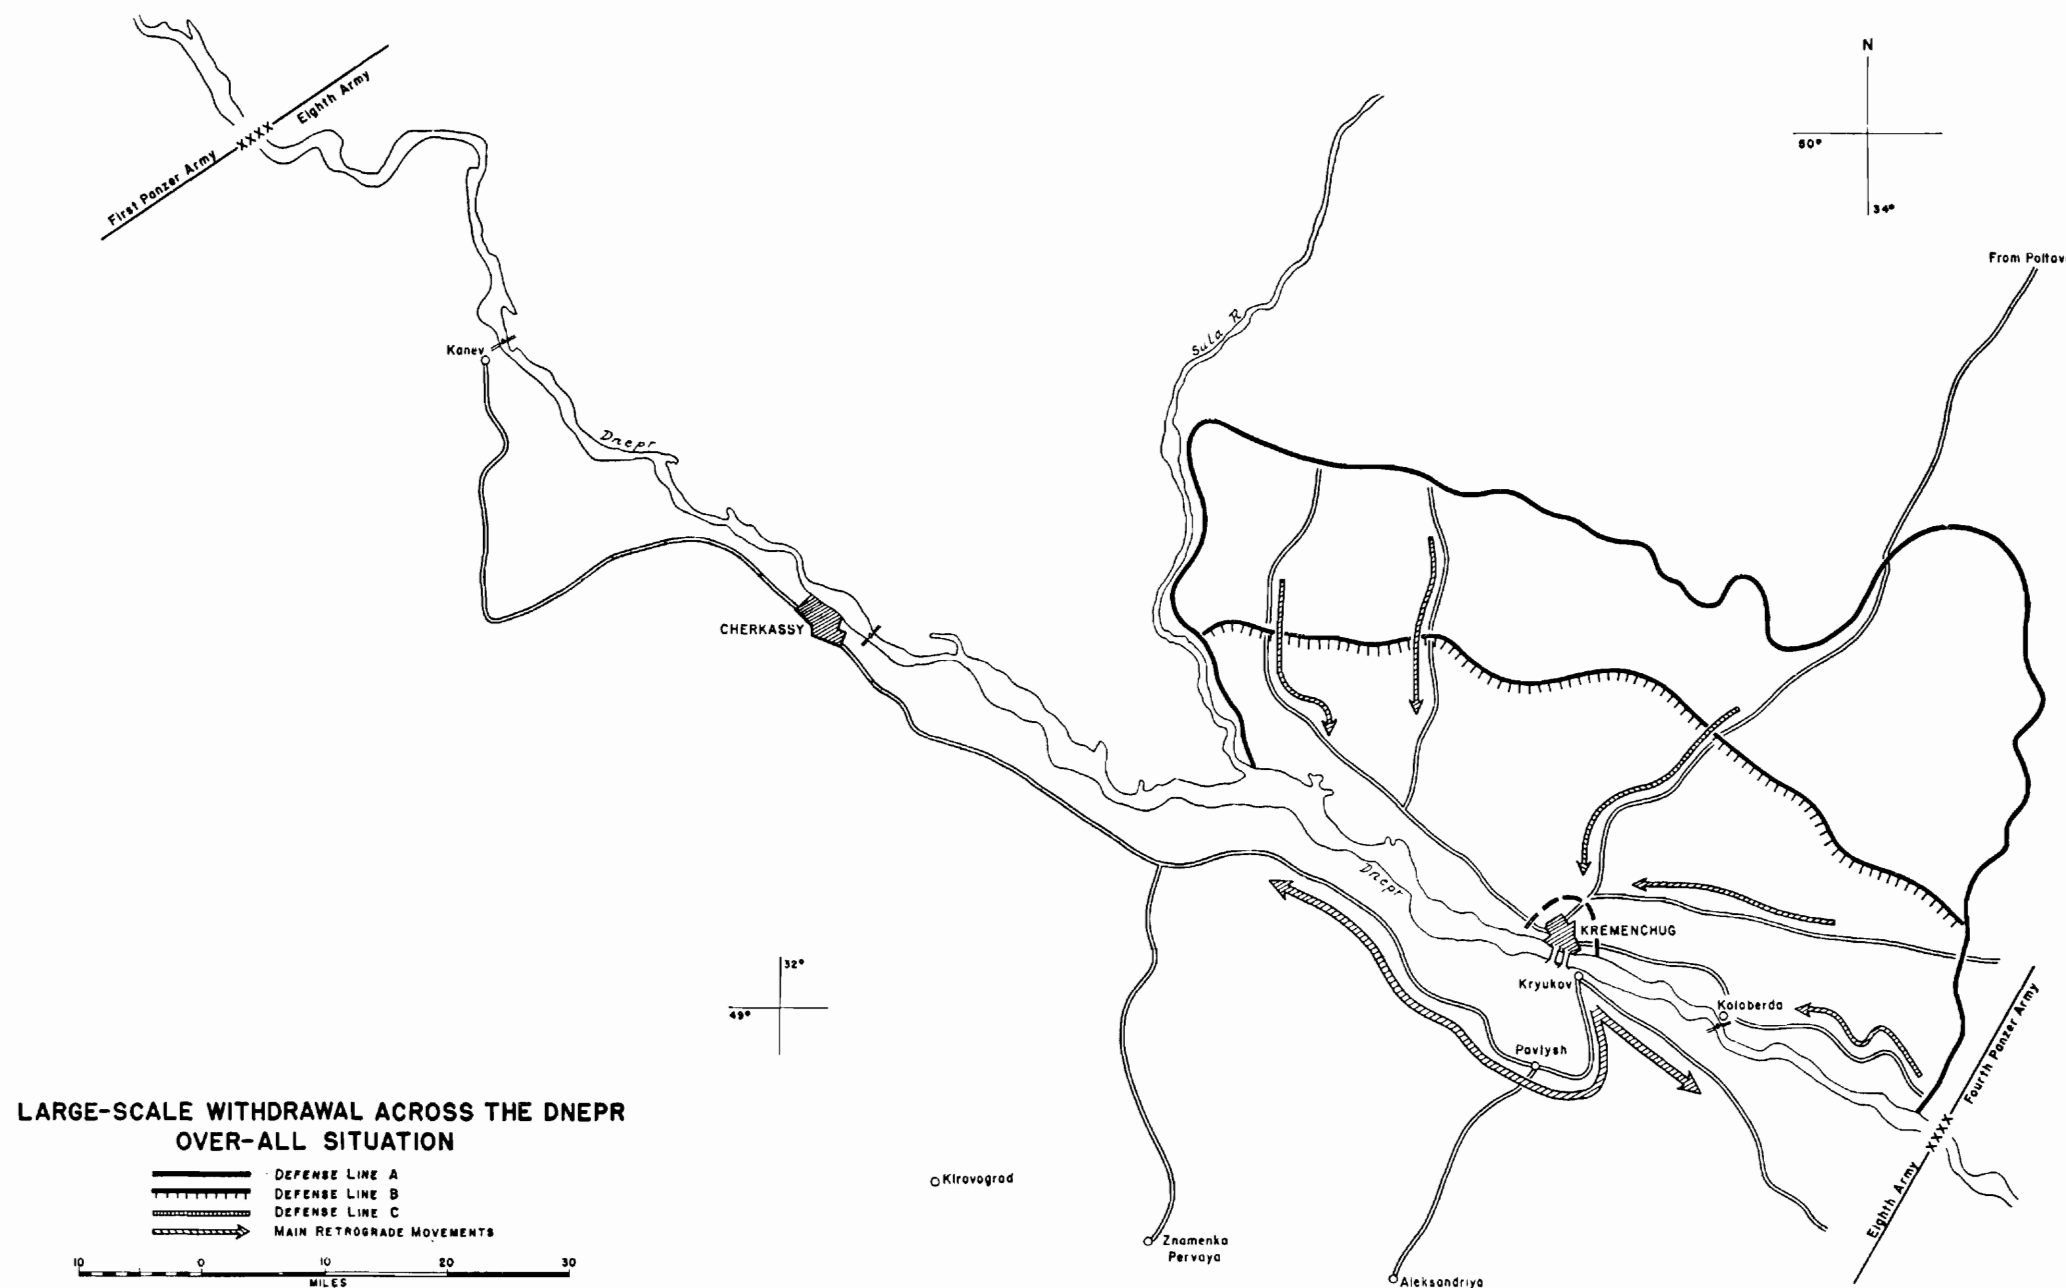 N
50°
34°
First Panzer Army
XXXX
Eighth Army
From Poltav
Sula R
Kanev
Dnepr
CHERKASSY
Dnepr
KREMENCHUG
Kryukov
Koloberda
32°
49°
Pavlysh
Eighth Army
XXXX
Fourth Panzer Army
Kirovograd
Znamenka
Pervaya
Aleksandriya
LARGE-SCALE WITHDRAWAL ACROSS THE DNEPR
OVER-ALL SITUATION
DEFENSE LINE A
DEFENSE LINE B
DEFENSE LINE C
MAIN RETROGRADE MOVEMENTS
10 0 10 20 30
MILES